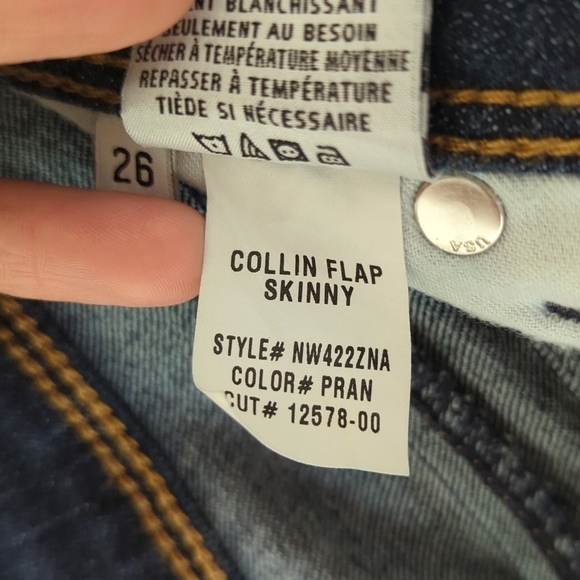 BLANCHISSANT
SEULEMENT AU BESOIN
SÉCHER À TEMPÉRATURE MOYENNE
REPASSER À TEMPÉRATURE
TIÈDE SI NÉCESSAIRE
26
USA
COLLIN FLAP
SKINNY
STYLE# NW422ZNA
COLOR# PRAN
CUT# 12578-00